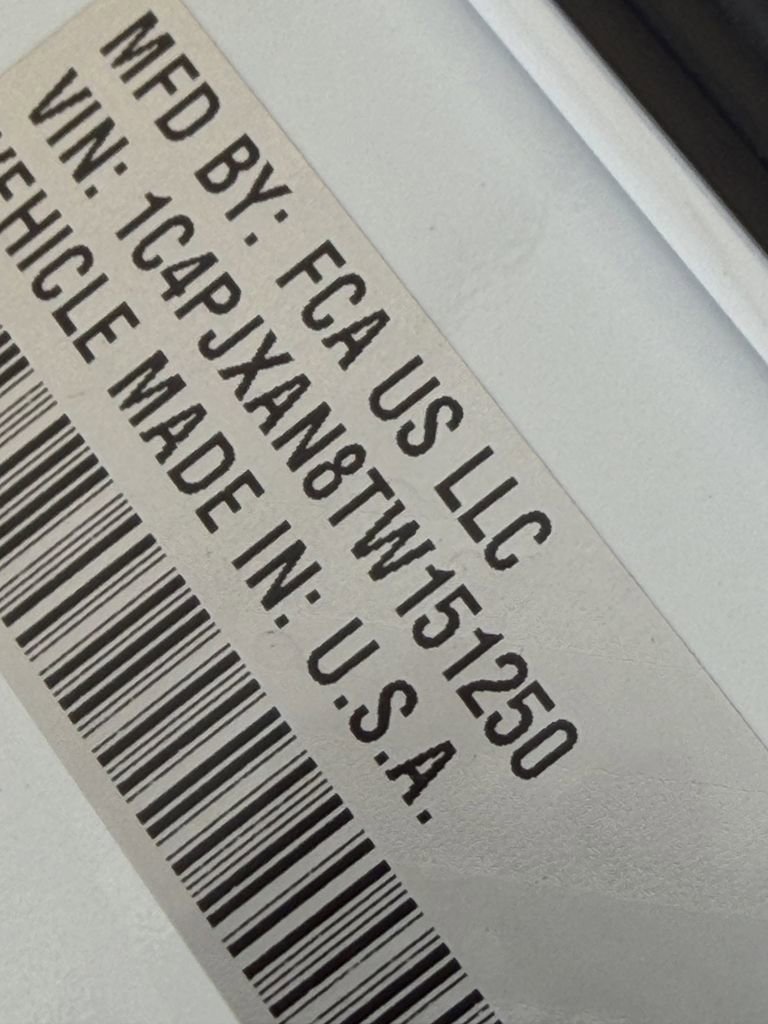 MFD BY: FCA US LLC
VIN: 1C4PJXAN8TW151250
VEHICLE MADE IN: U.S.A.